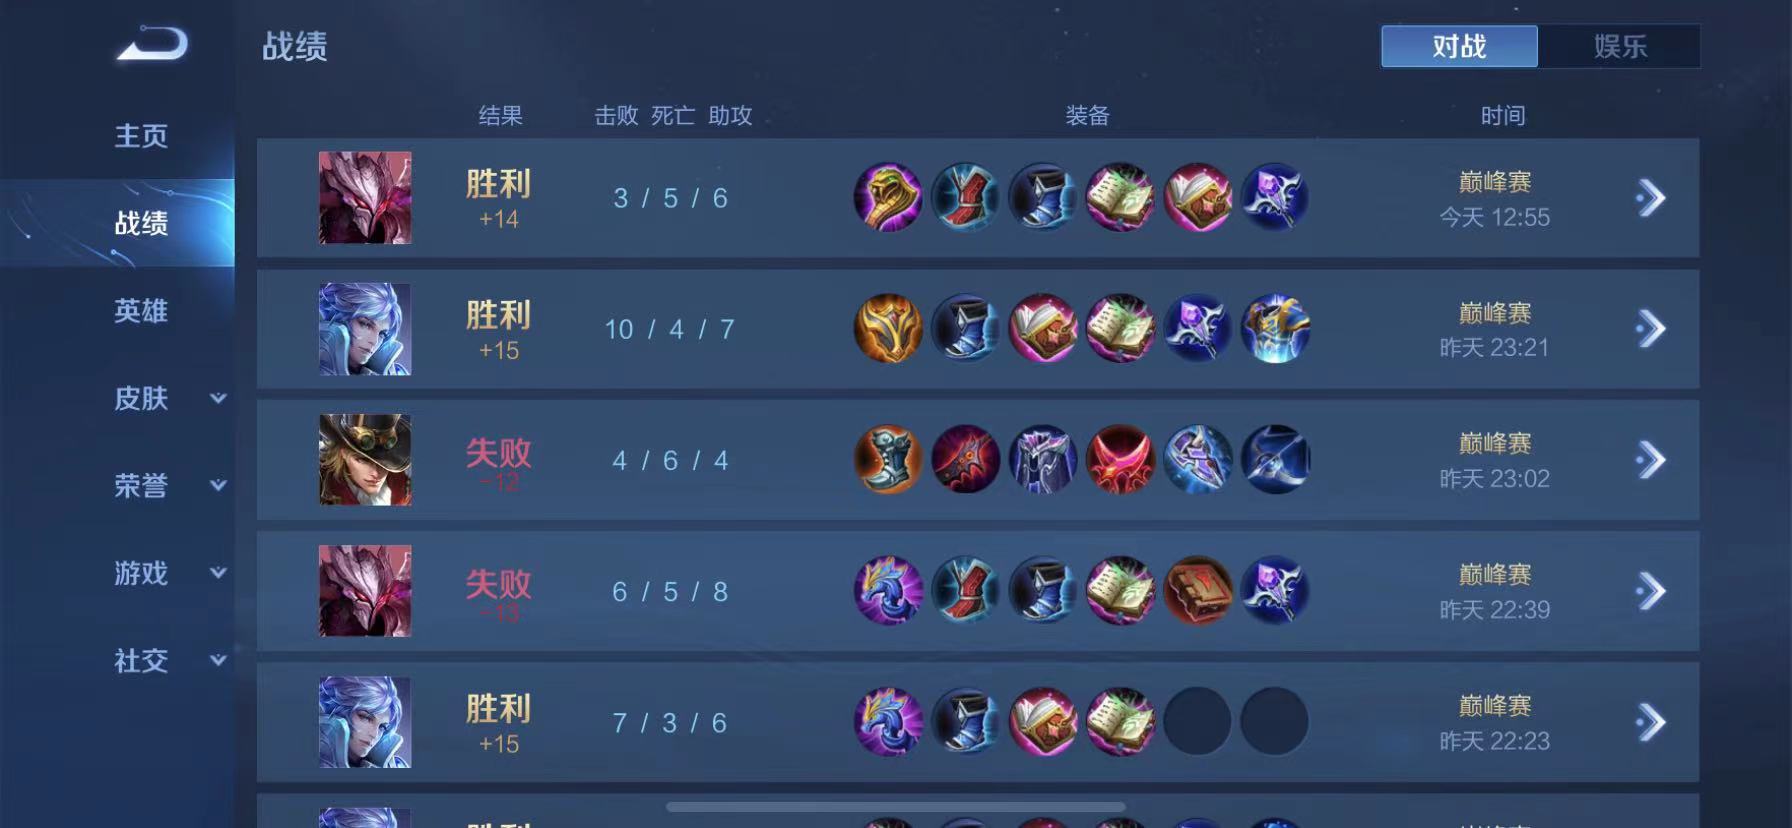 战绩
对战
娱乐
主页
战绩
英雄
皮肤
荣誉
游戏
社交
结果
击败 死亡 助攻
装备
时间
胜利
+14
3 / 5 / 6
巅峰赛
今天 12:55
胜利
+15
10 / 4 / 7
巅峰赛
昨天 23:21
失败
-12
4 / 6 / 4
巅峰赛
昨天 23:02
失败
-13
6 / 5 / 8
巅峰赛
昨天 22:39
胜利
+15
7 / 3 / 6
巅峰赛
昨天 22:23